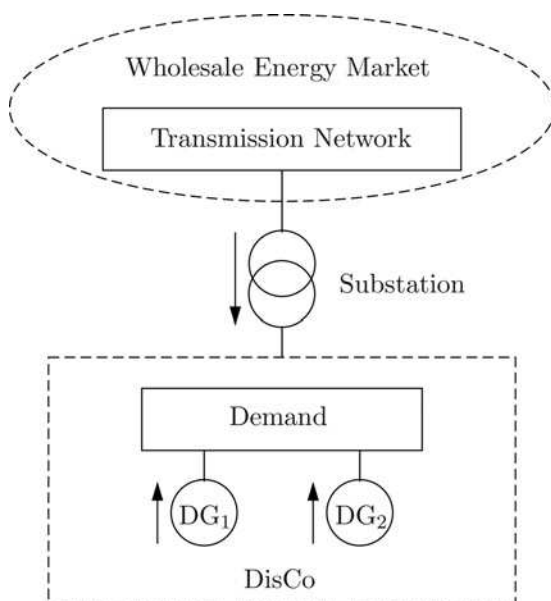 Wholesale Energy Market
Transmission Network
Substation
Demand
DG₁ DG₂
DisCo